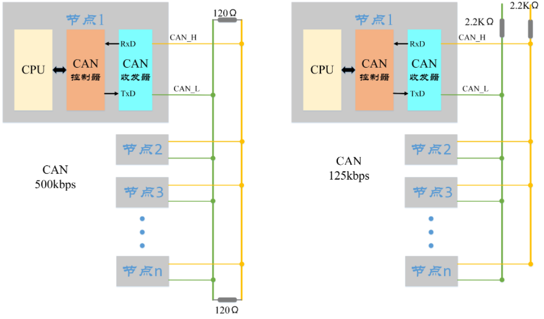 120Ω
节点1
RxD
CAN_H
CPU
CAN
控制器
CAN
收发器
TxD
CAN_L
节点2
CAN
500kbps
节点3
节点n
120Ω
2.2KΩ
2.2KΩ
节点1
RxD
CAN_H
CPU
CAN
控制器
CAN
收发器
TxD
CAN_L
节点2
CAN
125kbps
节点3
节点n